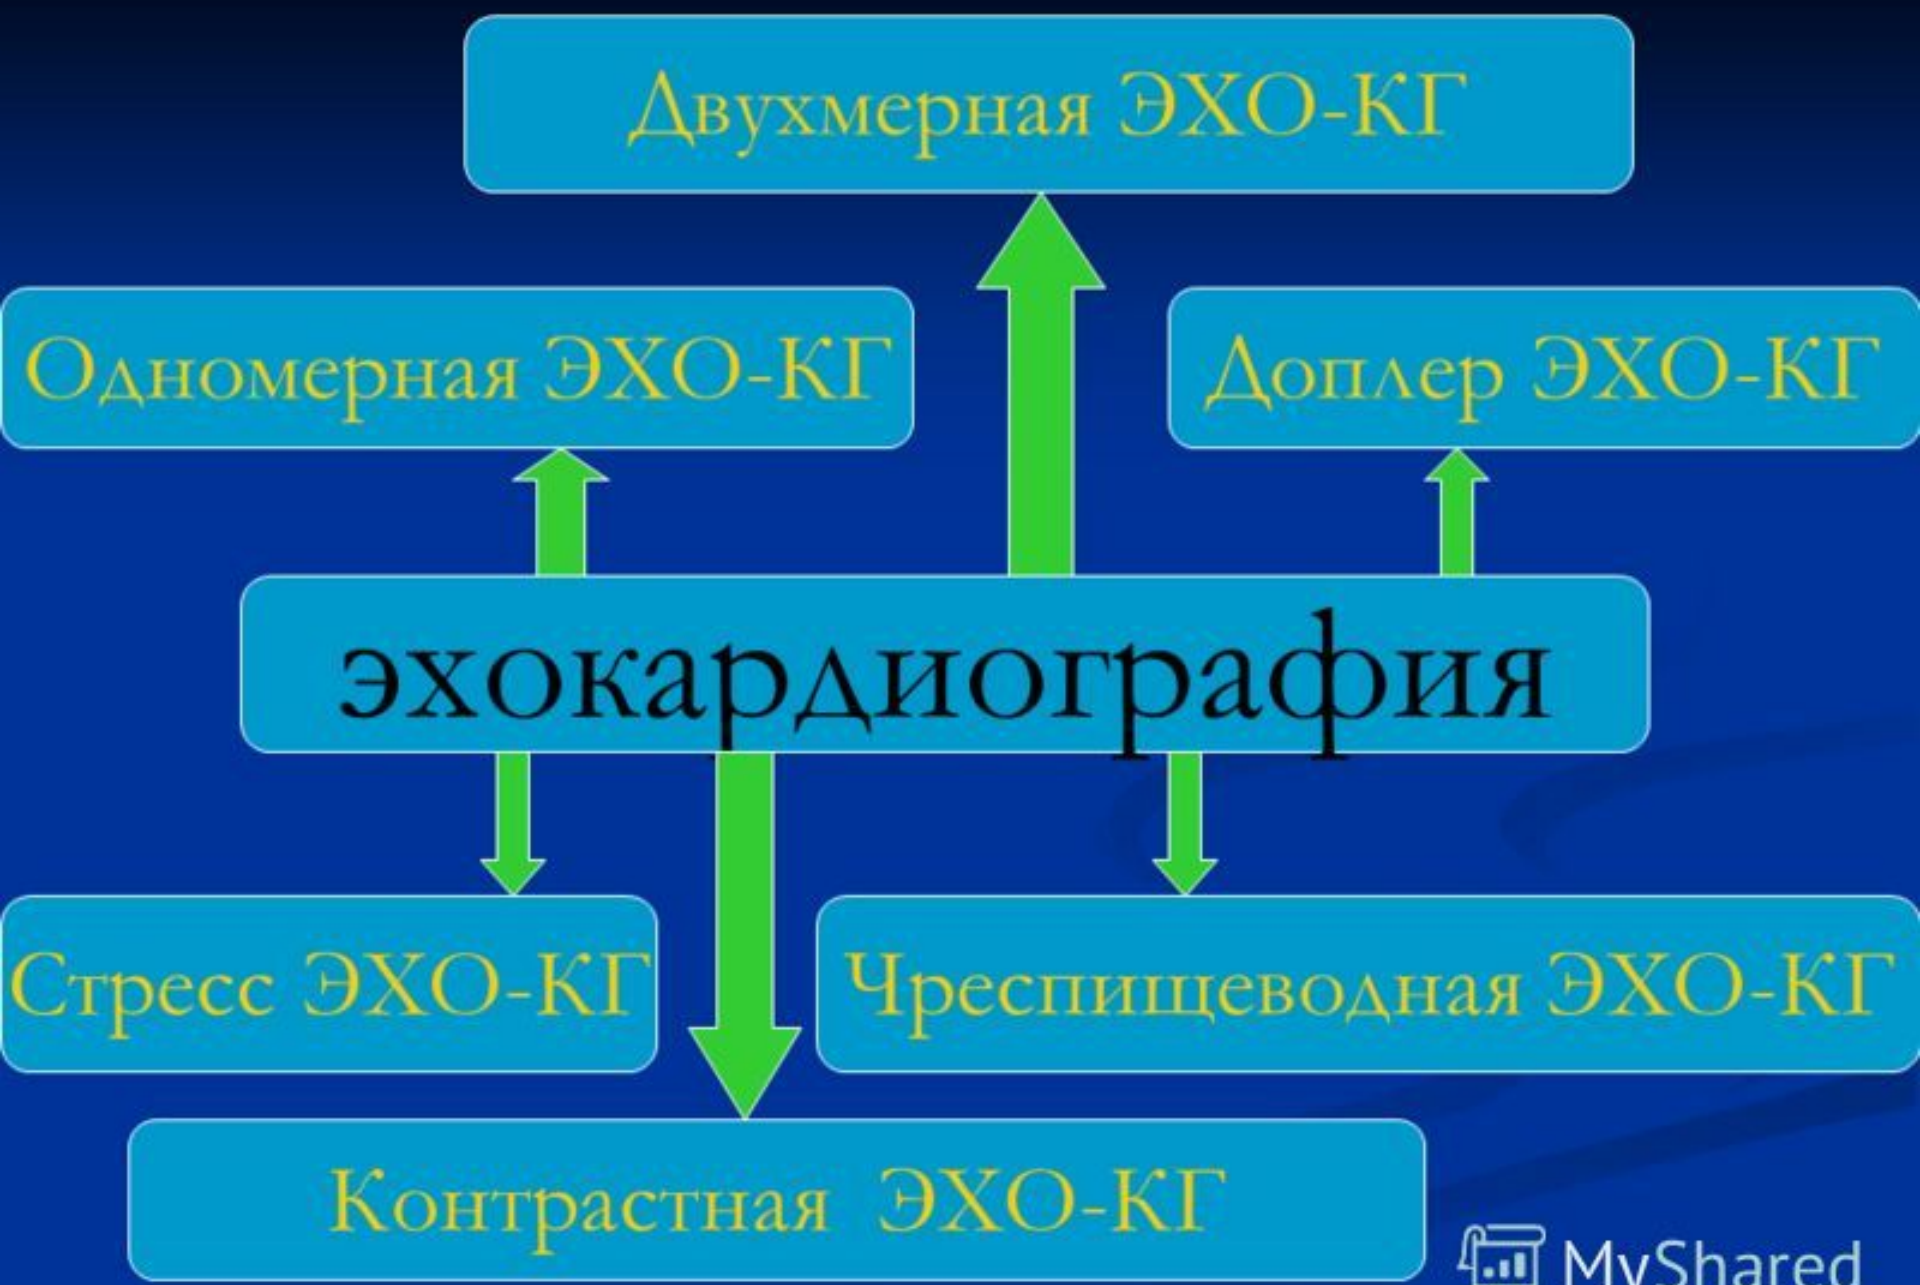 Двухмерная ЭХО-КГ
Одномерная ЭХО-КГ
Доплер ЭХО-КГ
эхокардиография
Стресс ЭХО-КГ
Чреспищеводная ЭХО-КГ
Контрастная ЭХО-КГ
MyShared